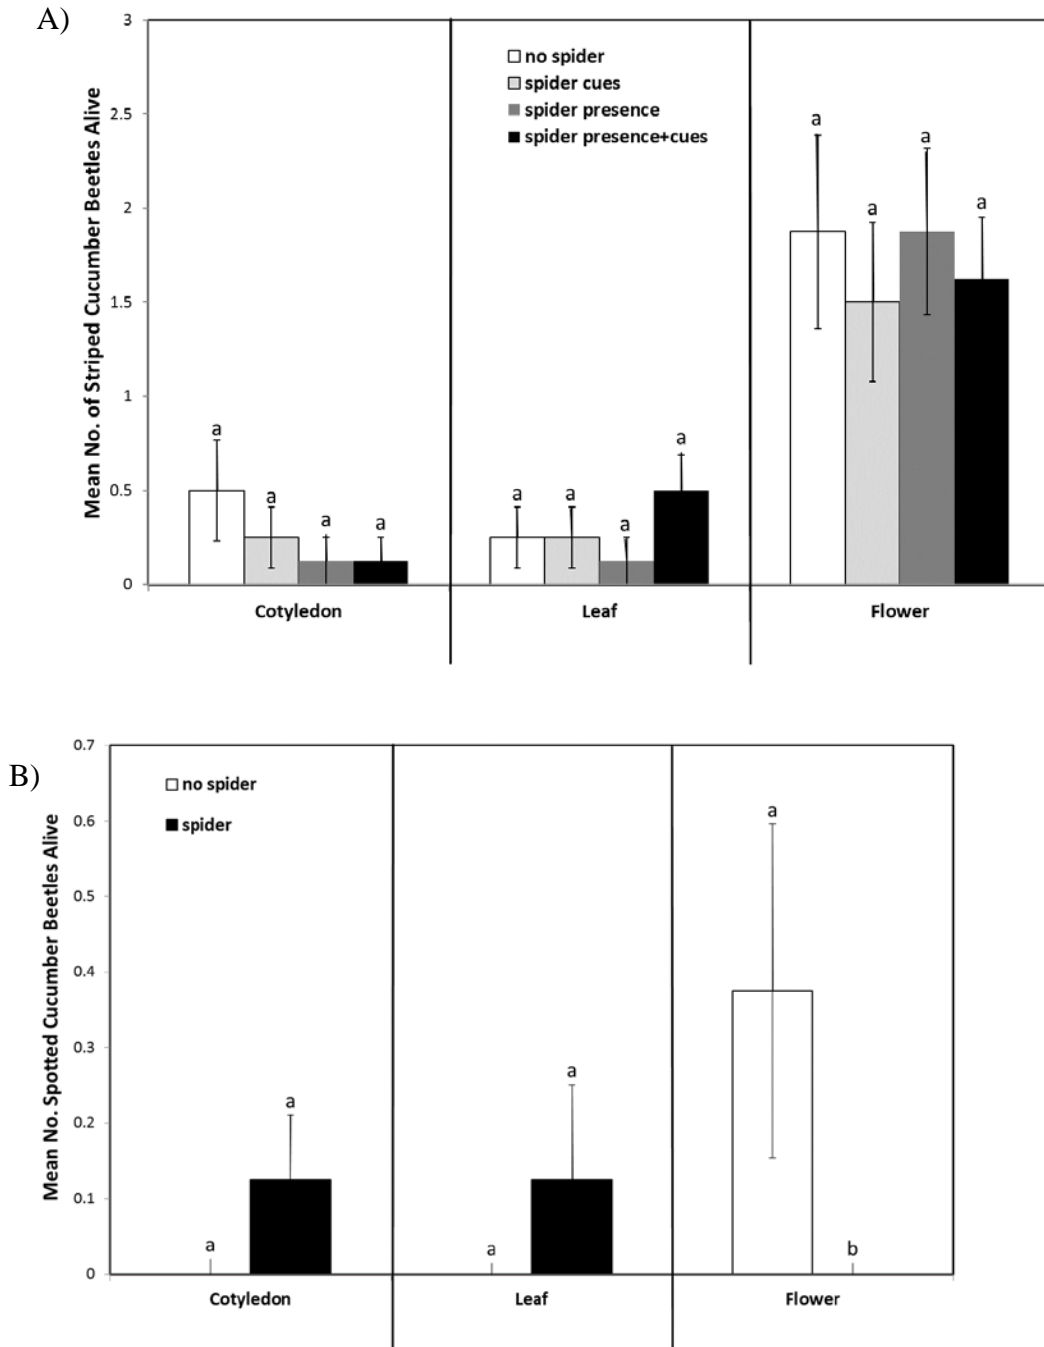 A)
Mean No. of Striped Cucumber Beetles Alive
3
2.5
2
1.5
1
0.5
0
no spider
spider cues
spider presence
spider presence+cues
a
a
a
a
a
a
a
a
a
a
a
a
Cotyledon
Leaf
Flower
B)
Mean No. Spotted Cucumber Beetles Alive
0.7
0.6
0.5
0.4
0.3
0.2
0.1
0
no spider
spider
a
a
a
a
a
b
Cotyledon
Leaf
Flower